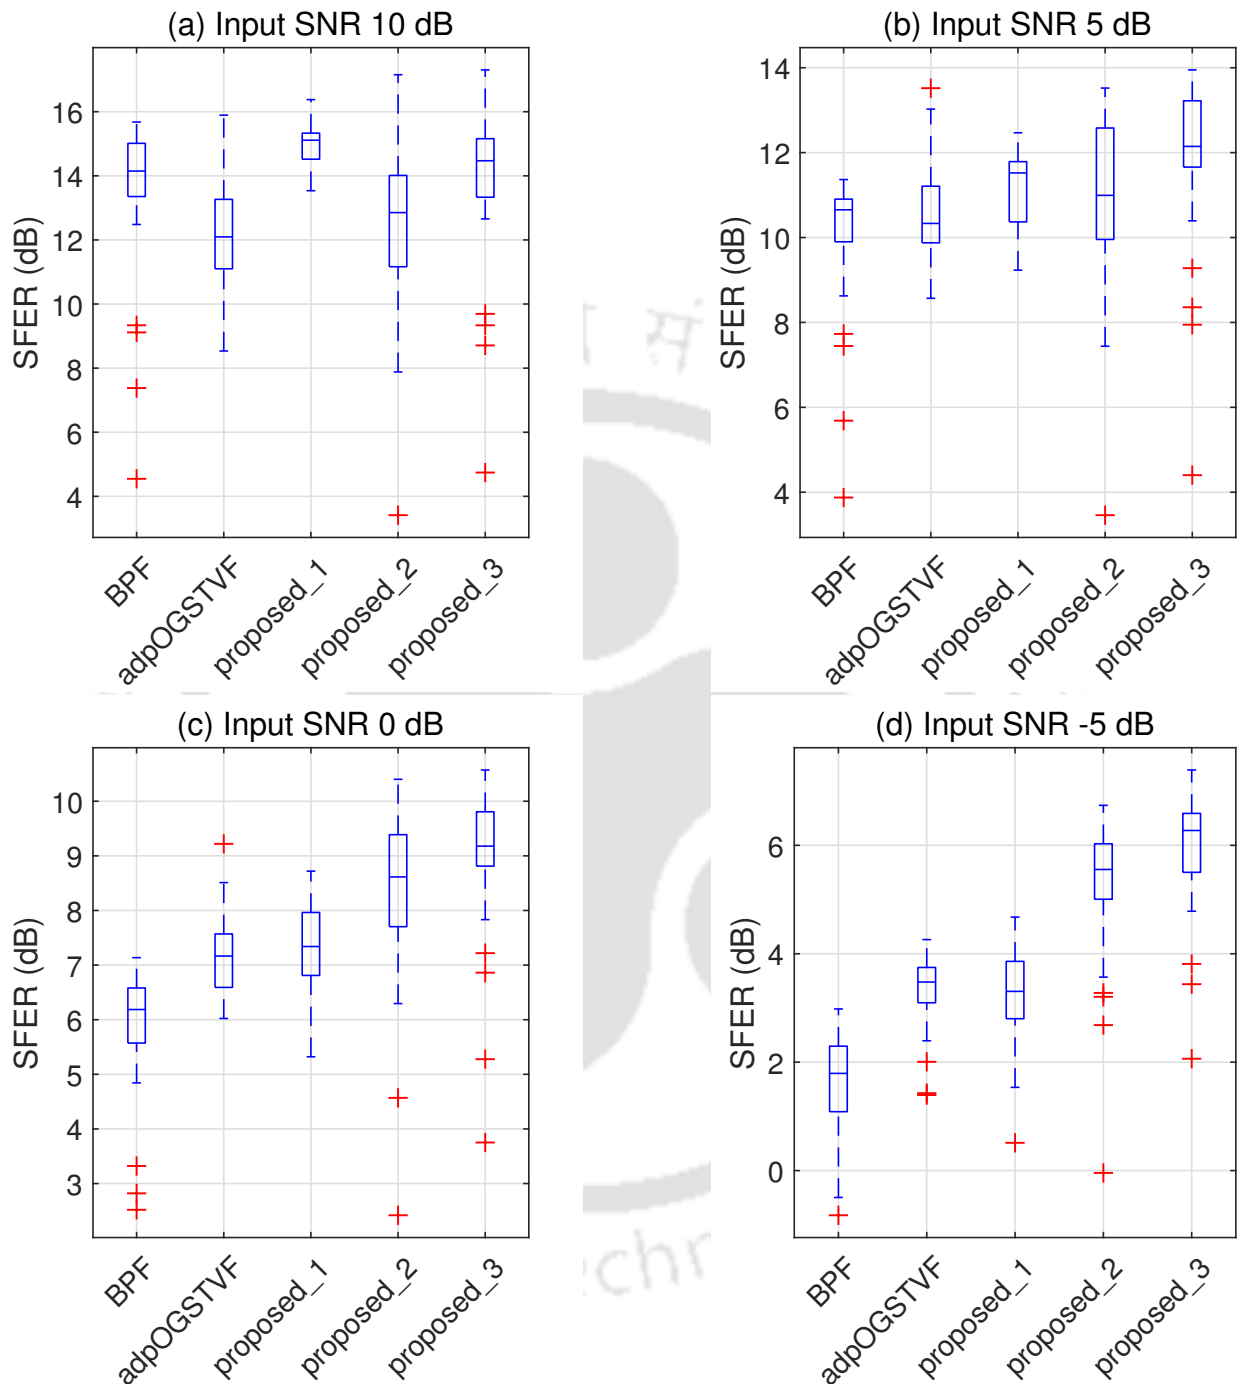 (a) Input SNR 10 dB
SFER (dB)
16
14
12
10
8
6
4
BPF
adpOGSTVF
proposed_1
proposed_2
proposed_3
(b) Input SNR 5 dB
SFER (dB)
14
12
10
8
6
4
BPF
adpOGSTVF
proposed_1
proposed_2
proposed_3
(c) Input SNR 0 dB
SFER (dB)
10
9
8
7
6
5
4
3
BPF
adpOGSTVF
proposed_1
proposed_2
proposed_3
(d) Input SNR -5 dB
SFER (dB)
6
4
2
0
BPF
adpOGSTVF
proposed_1
proposed_2
proposed_3